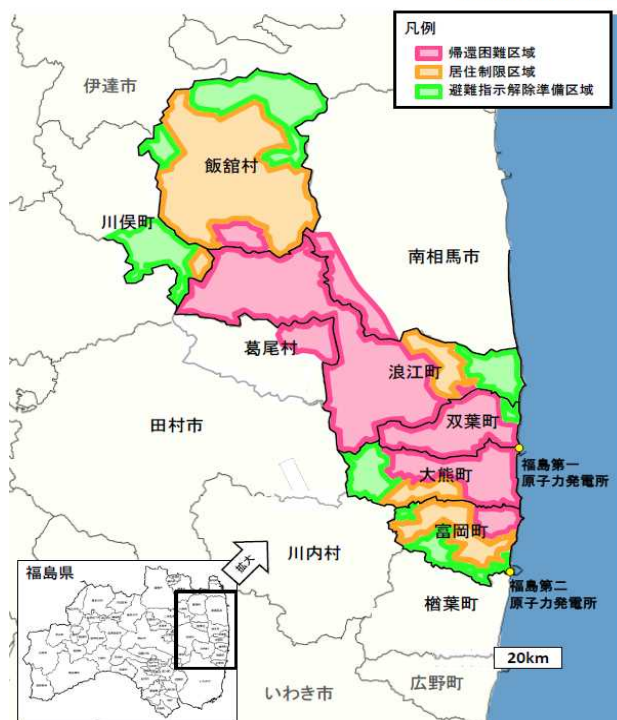 凡例
帰還困難区域
居住制限区域
避難指示解除準備区域
伊達市
飯舘村
川俣町
南相馬市
葛尾村
浪江町
田村市
双葉町
福島第一
原子力発電所
大熊町
富岡町
川内村
拡大
福島県
福島第二
原子力発電所
楢葉町
20km
いわき市
広野町